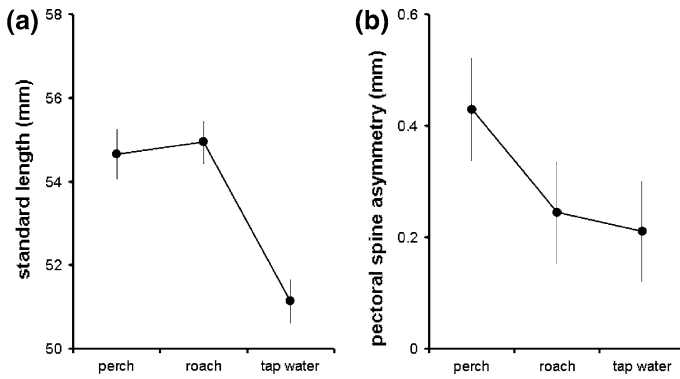 (a)
standard length (mm)
58
56
54
51
50
perch
roach
tap water
(b)
pectoral spine asymmetry (mm)
0.6
0.4
0.2
0
perch
roach
tap water